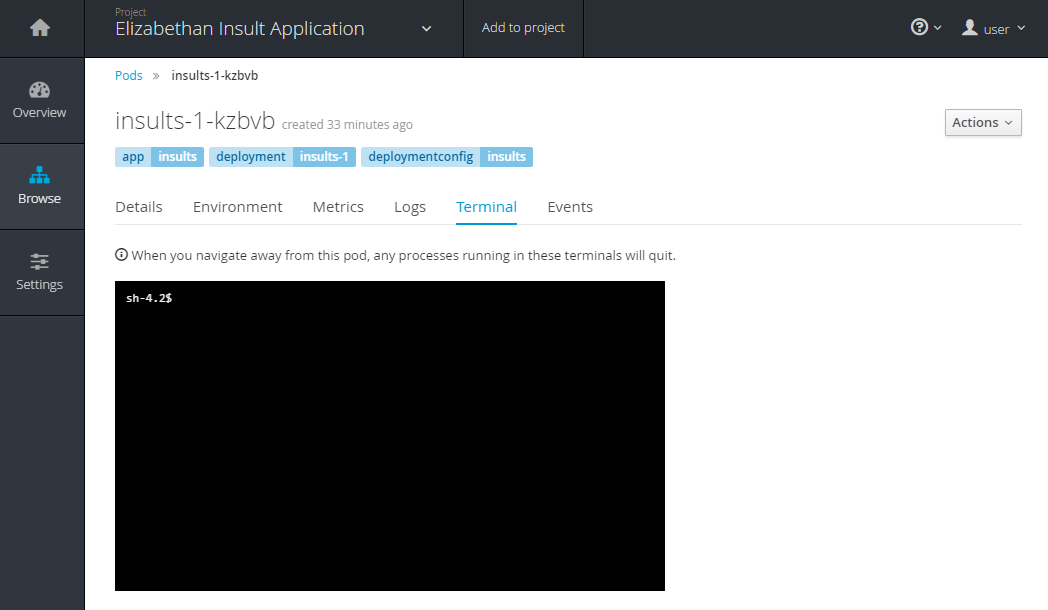 Project
Elizabethan Insult Application
Add to project
user
Overview
Browse
Settings
Pods » insults-1-kzbvb
insults-1-kzbvb created 33 minutes ago
Actions
app insults deployment insults-1 deploymentconfig insults
Details Environment Metrics Logs Terminal Events
When you navigate away from this pod, any processes running in these terminals will quit.
sh-4.2$